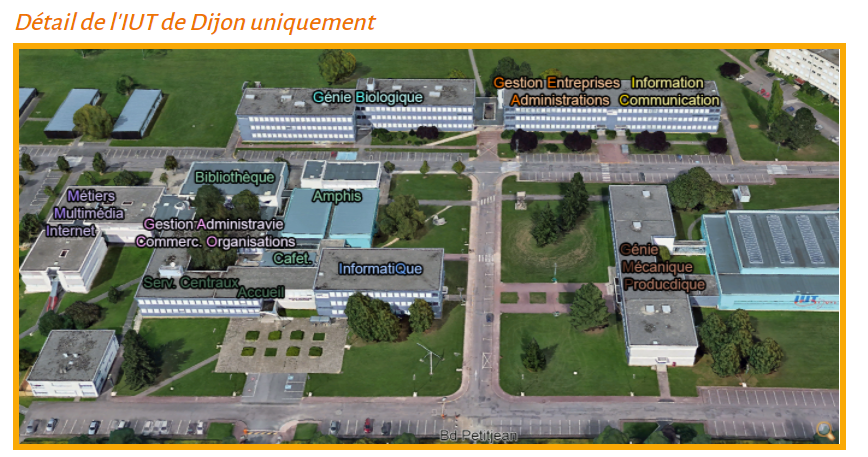 Détail de l'IUT de Dijon uniquement
Génie Biologique
Gestion Entreprises
Administrations
Information
Communication
Bibliothèque
Amphis
Métiers
Multimédia
Internet
Gestion Administravie
Commerc. Organisations
Cafet.
InformatiQue
Serv. Centraux
Accueil
Génie
Mécanique
Producdique
IUT
Bd Petitjean